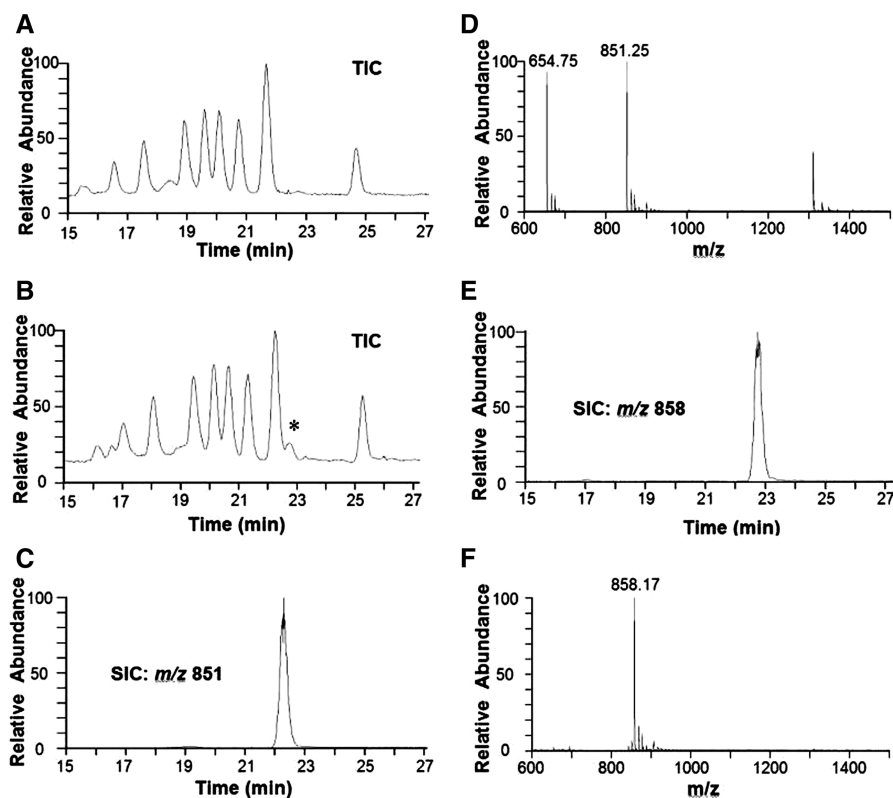 A
TIC
Relative Abundance
100
50
0
15 17 19 21 23 25 27
Time (min)
B
TIC
*
Relative Abundance
100
50
0
15 17 19 21 23 25 27
Time (min)
C
SIC: m/z 851
Relative Abundance
100
50
0
15 17 19 21 23 25 27
Time (min)
D
654.75 851.25
Relative Abundance
100
50
0
600 800 1000 1200 1400
m/z
E
SIC: m/z 858
Relative Abundance
100
50
0
15 17 19 21 23 25 27
Time (min)
F
858.17
Relative Abundance
100
50
0
600 800 1000 1200 1400
m/z